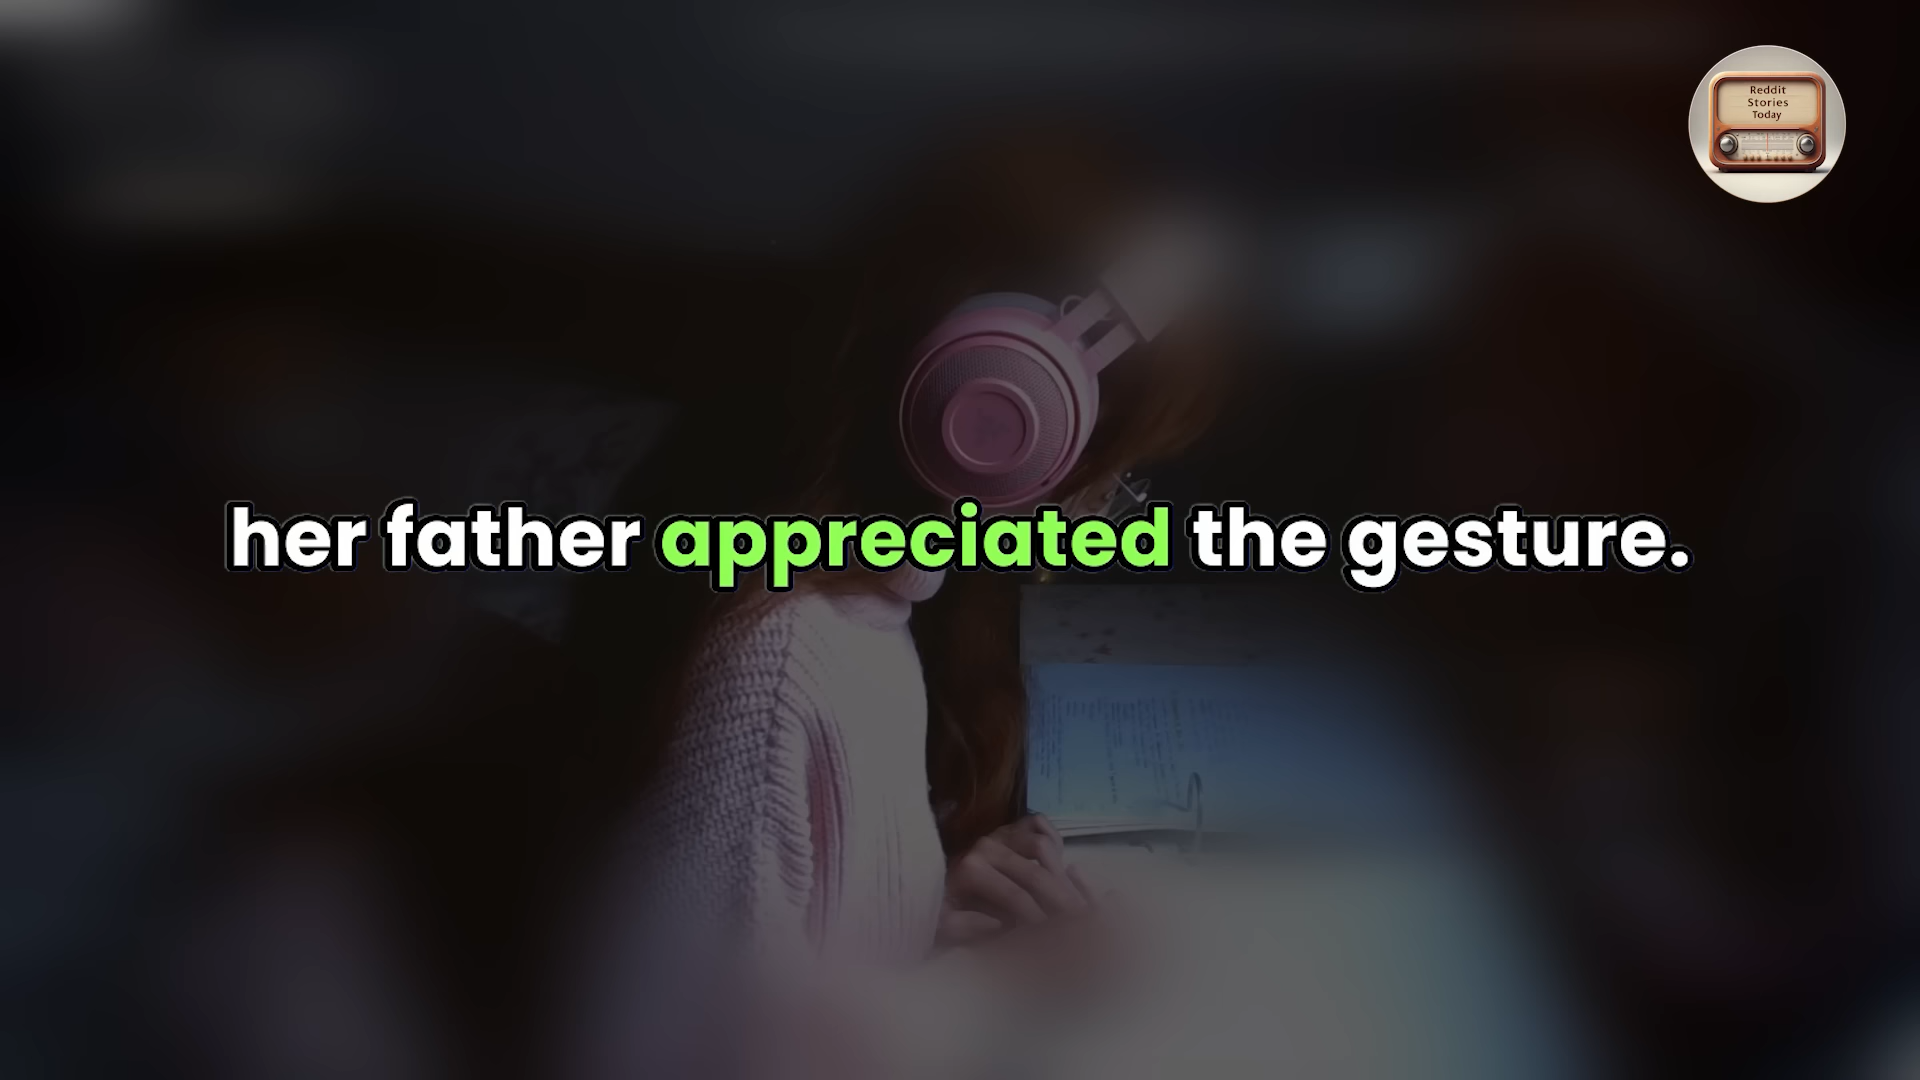 Reddit
Stories
Today
her father appreciated the gesture.